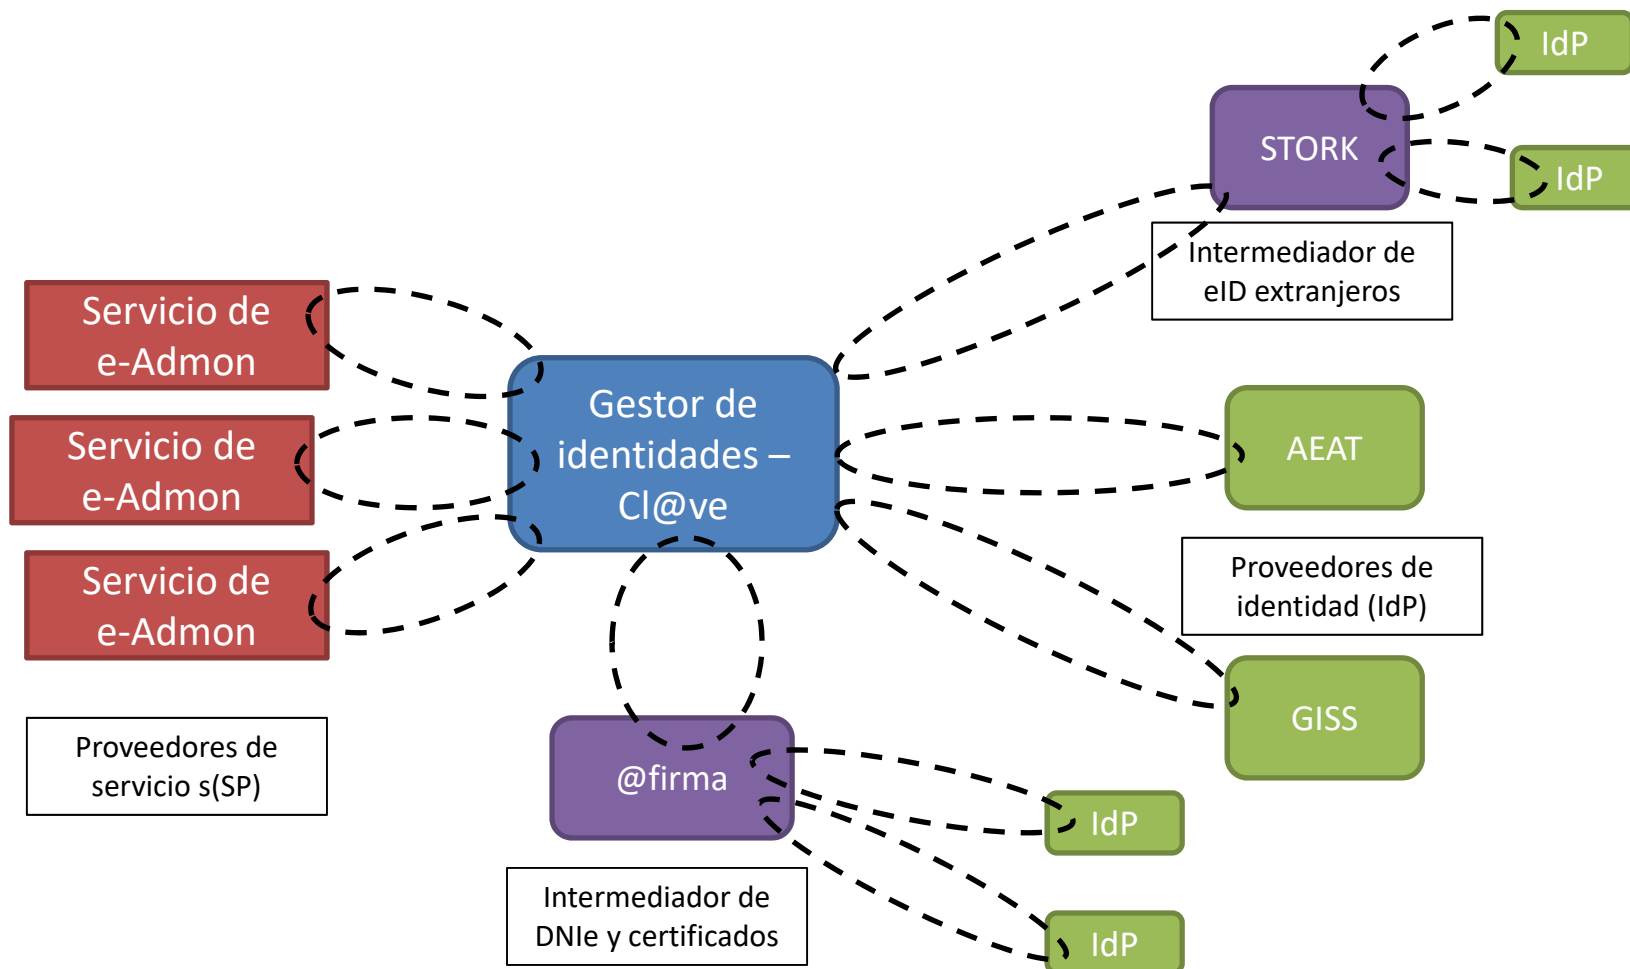 IdP
STORK
IdP
Intermediador de
eID extranjeros
Servicio de
e-Admon
Servicio de
e-Admon
Servicio de
e-Admon
Gestor de
identidades –
Cl@ve
AEAT
Proveedores de
identidad (IdP)
GISS
Proveedores de
servicio s(SP)
@firma
IdP
Intermediador de
DNIe y certificados
IdP